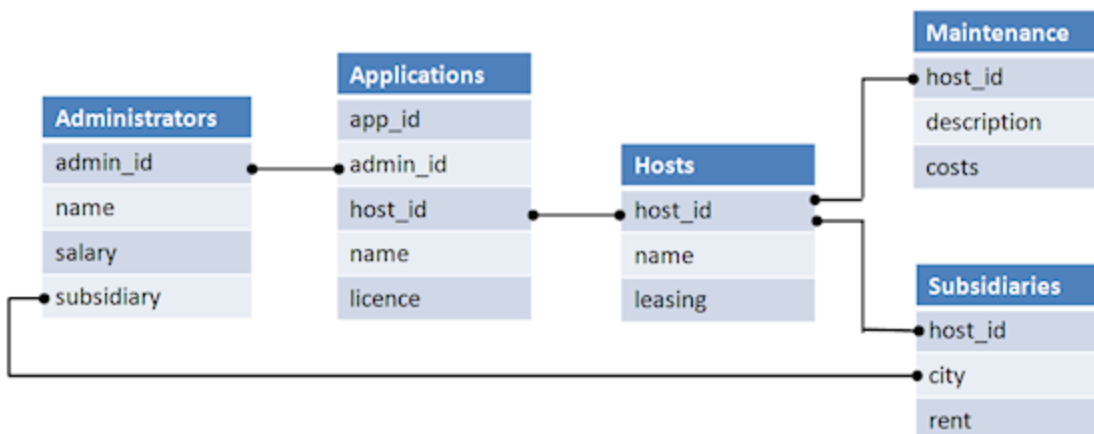 Administrators
admin_id
name
salary
subsidiary
Applications
app_id
admin_id
host_id
name
licence
Hosts
host_id
name
leasing
Maintenance
host_id
description
costs
Subsidiaries
host_id
city
rent